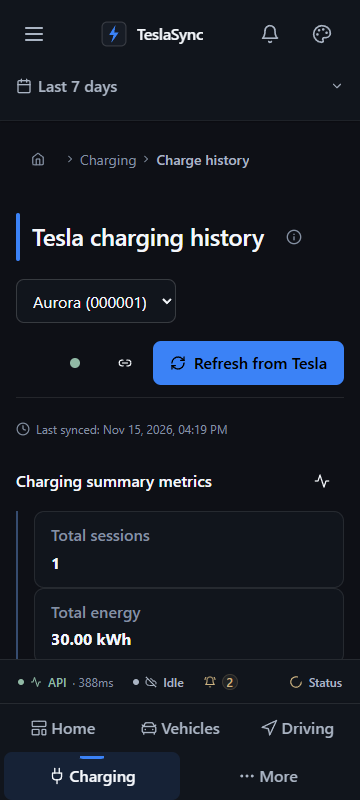 TeslaSync
Last 7 days
Charging Charge history
Tesla charging history
Aurora (000001)
Refresh from Tesla
Last synced: Nov 15, 2026, 04:19 PM
Charging summary metrics
Total sessions
1
Total energy
30.00 kWh
API · 388ms Idle 2 Status
Home Vehicles Driving
Charging More